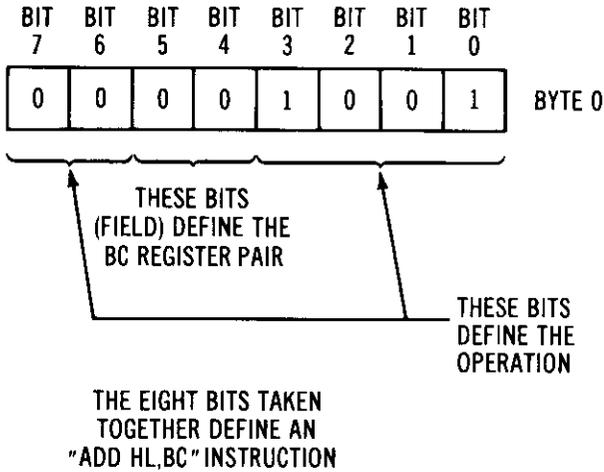 BIT BIT BIT BIT BIT BIT BIT BIT
7 6 5 4 3 2 1 0
0 0 0 0 1 0 0 1 BYTE 0
THESE BITS
(FIELD) DEFINE THE
BC REGISTER PAIR
THESE BITS
DEFINE THE
OPERATION
THE EIGHT BITS TAKEN
TOGETHER DEFINE AN
"ADD HL,BC" INSTRUCTION